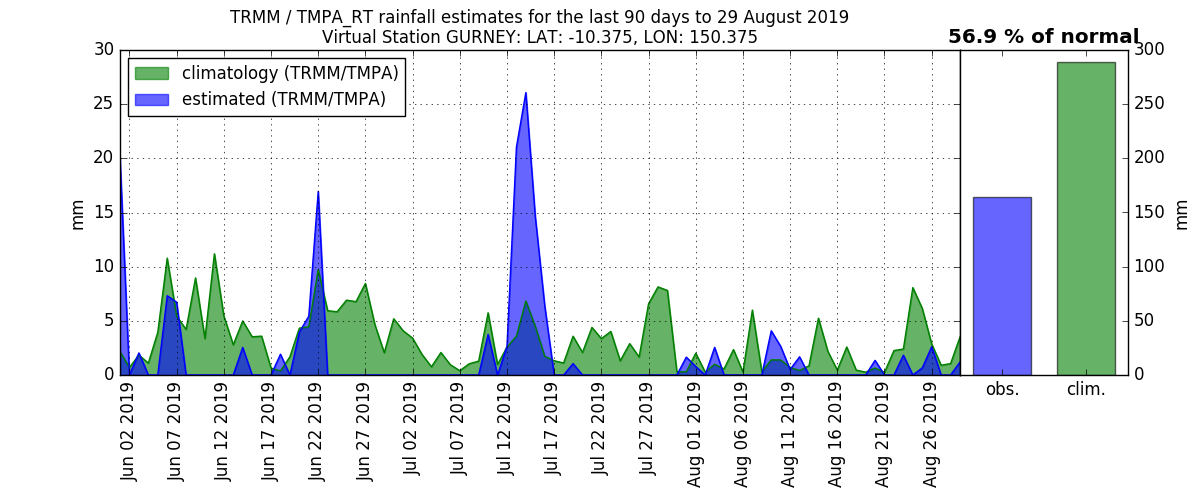 TRMM / TMPA_RT rainfall estimates for the last 90 days to 29 August 2019
Virtual Station GURNEY: LAT: -10.375, LON: 150.375
56.9 % of normal
climatology (TRMM/TMPA)
estimated (TRMM/TMPA)
30
25
20
15
10
5
0
mm
Jun 02 2019
Jun 07 2019
Jun 12 2019
Jun 17 2019
Jun 22 2019
Jun 27 2019
Jul 02 2019
Jul 07 2019
Jul 12 2019
Jul 17 2019
Jul 22 2019
Jul 27 2019
Aug 01 2019
Aug 06 2019
Aug 11 2019
Aug 16 2019
Aug 21 2019
Aug 26 2019
obs.
clim.
300
250
200
150
100
50
0
mm